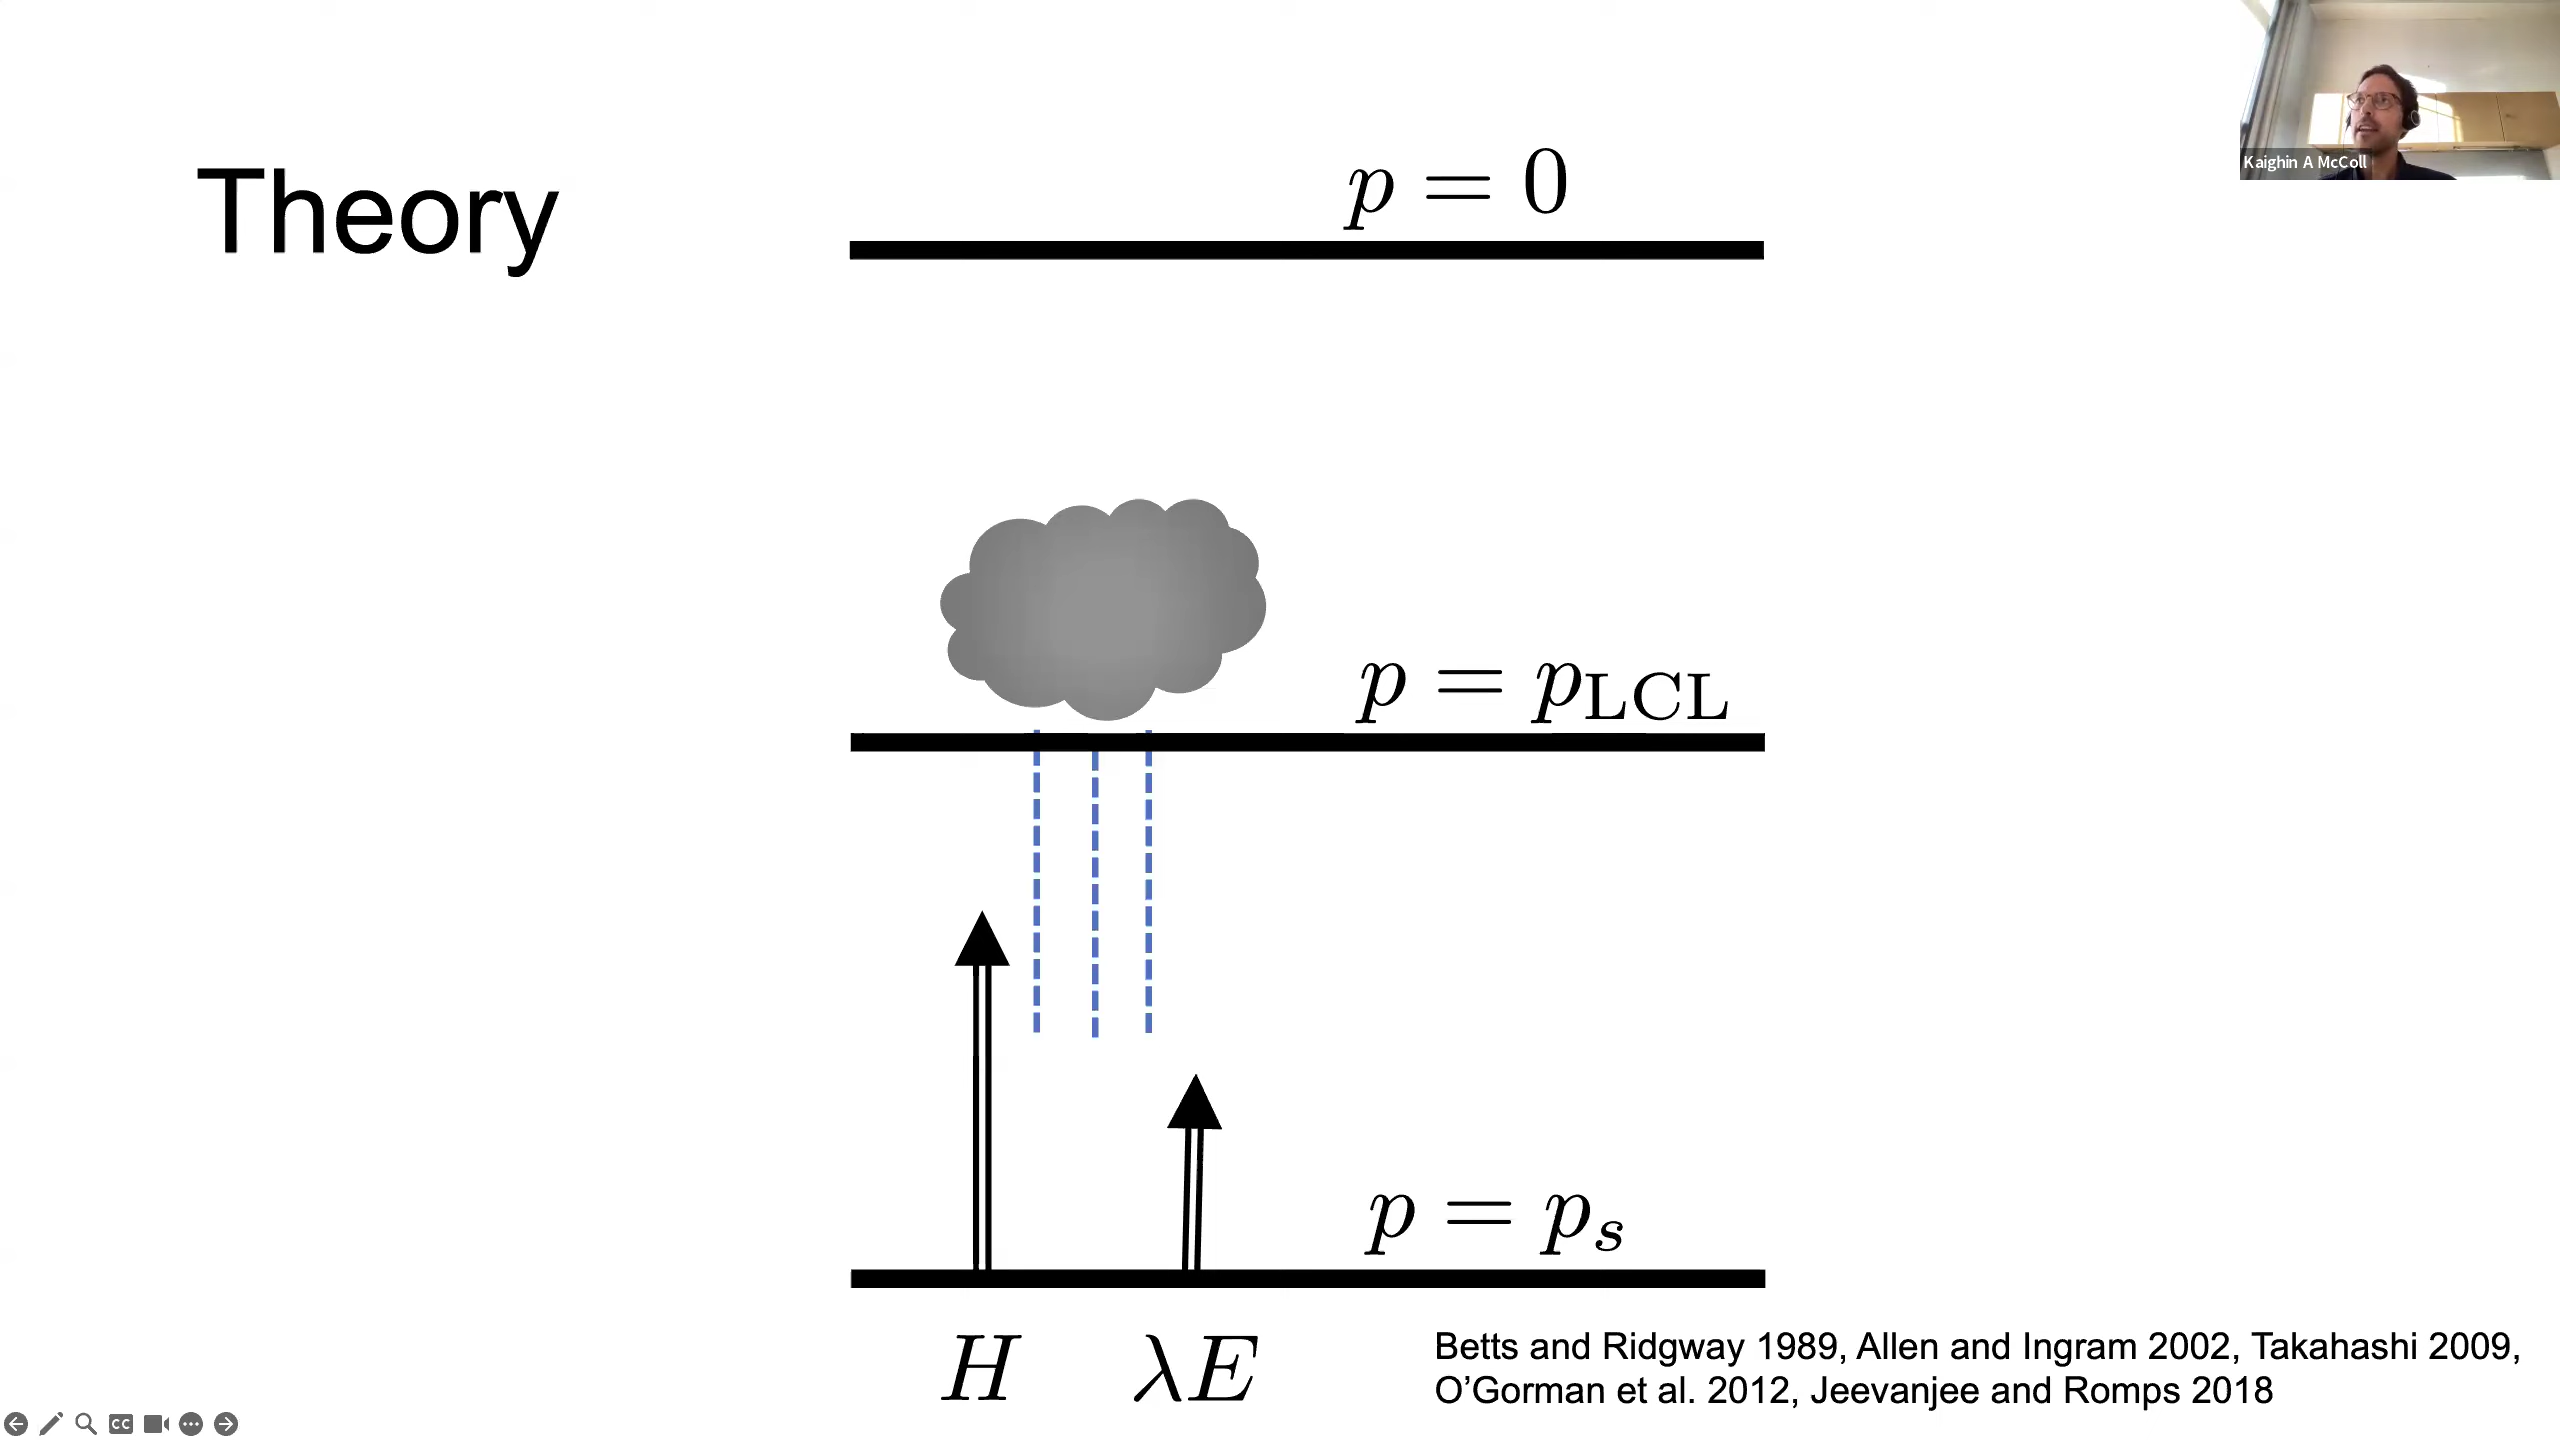 Theory
p = 0
Kaighin A McColl
p = p_LCL
p = p_s
H
λE
Betts and Ridgway 1989, Allen and Ingram 2002, Takahashi 2009,
O’Gorman et al. 2012, Jeevanjee and Romps 2018
CC